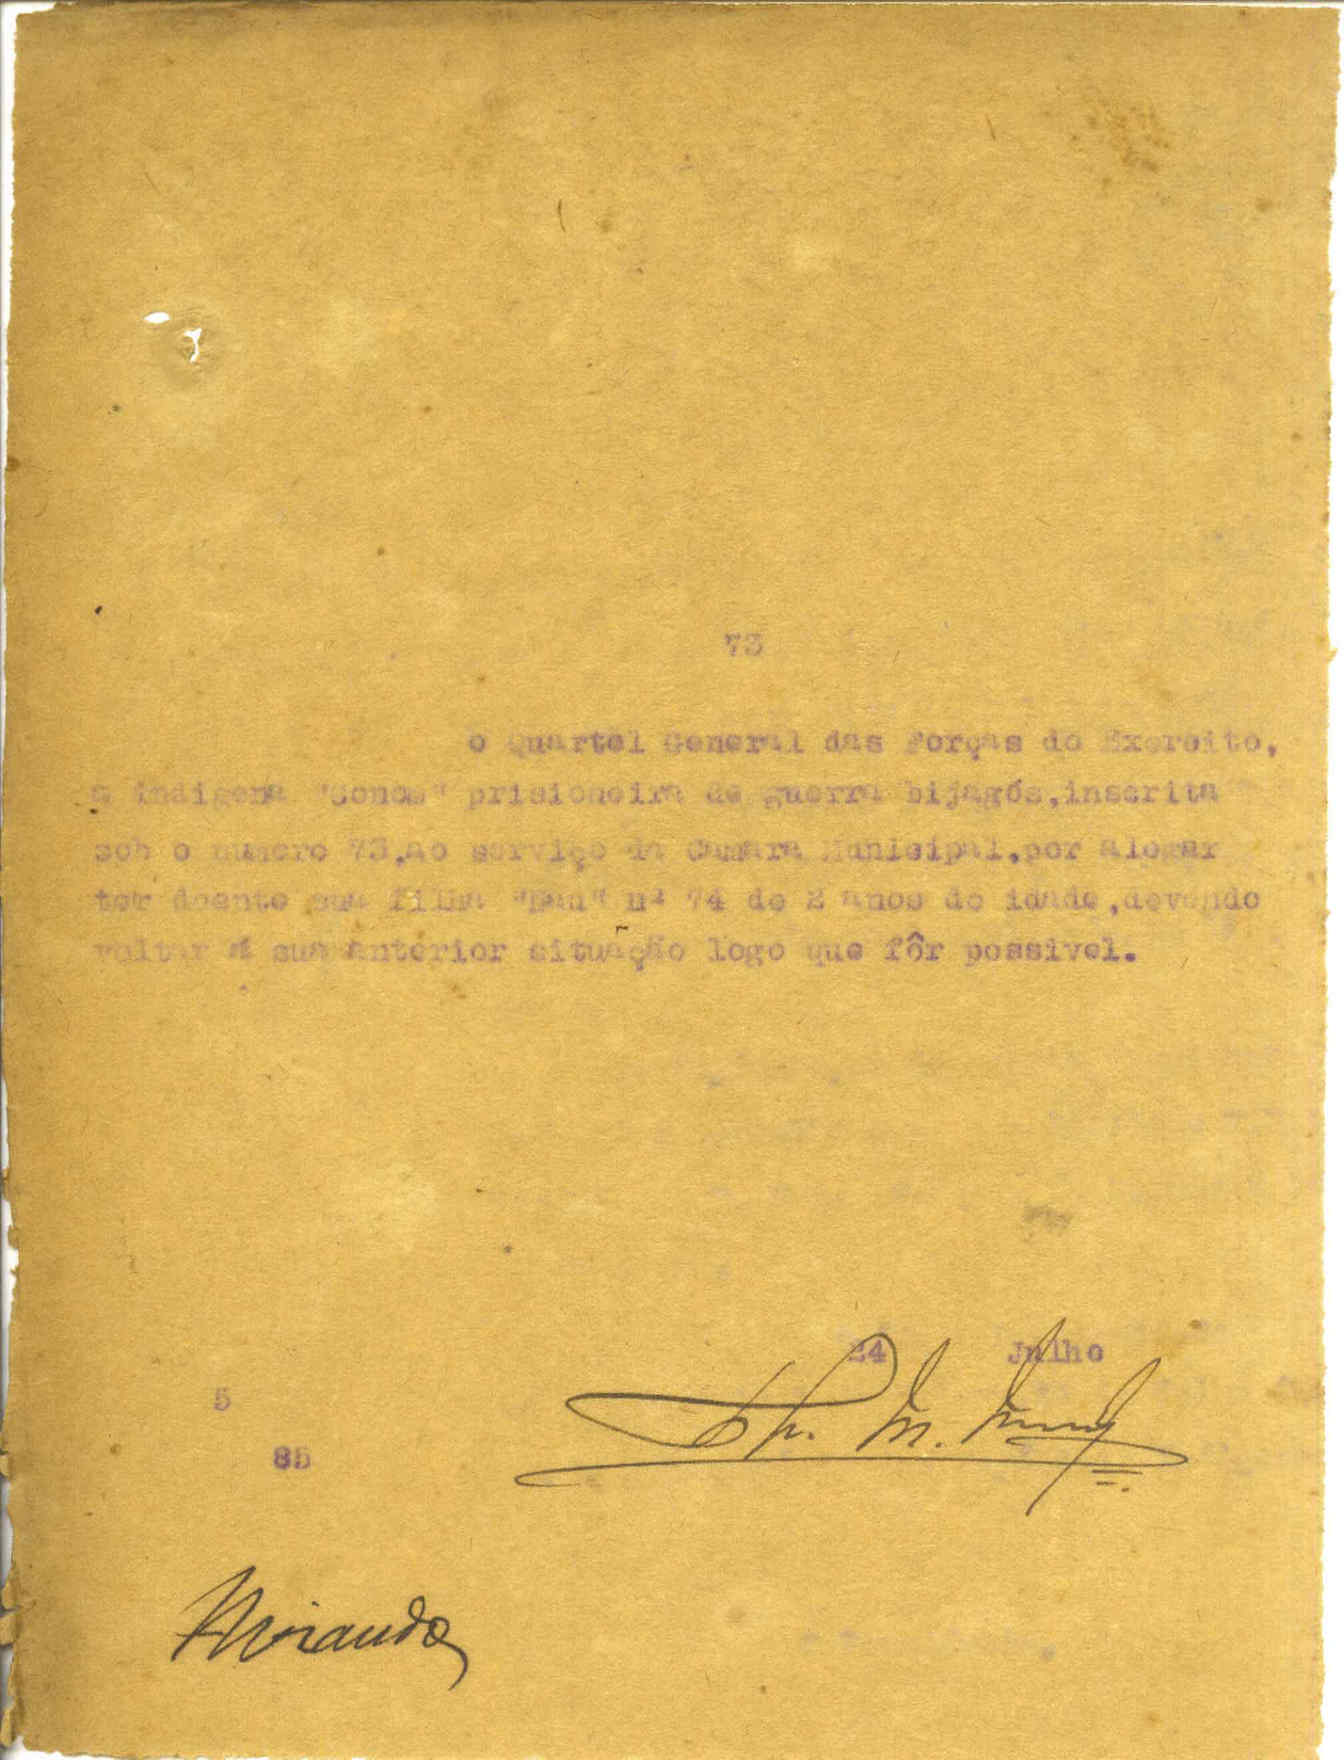 73
o Quartel General das Forças do Exercito,
a indigena "Sonca" prisioneira de guerra bijagós,inscrita
sob o numero 73,ao serviço da Camara Municipal,por alegar
ter doente sua filha nº 74 de 2 anos de idade,devendo
voltar á sua anterior situação logo que fôr possivel.
24 Julho
5
85
Miranda